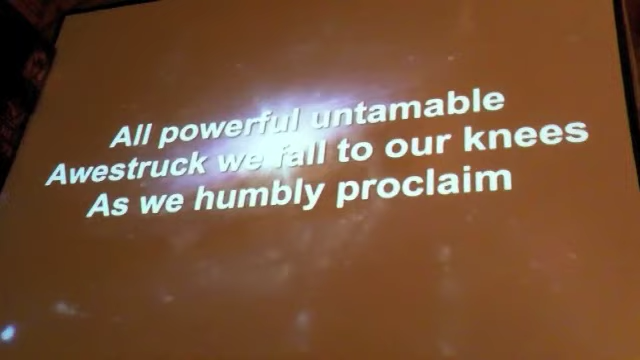 All powerful untamable
Awestruck we fall to our knees
As we humbly proclaim